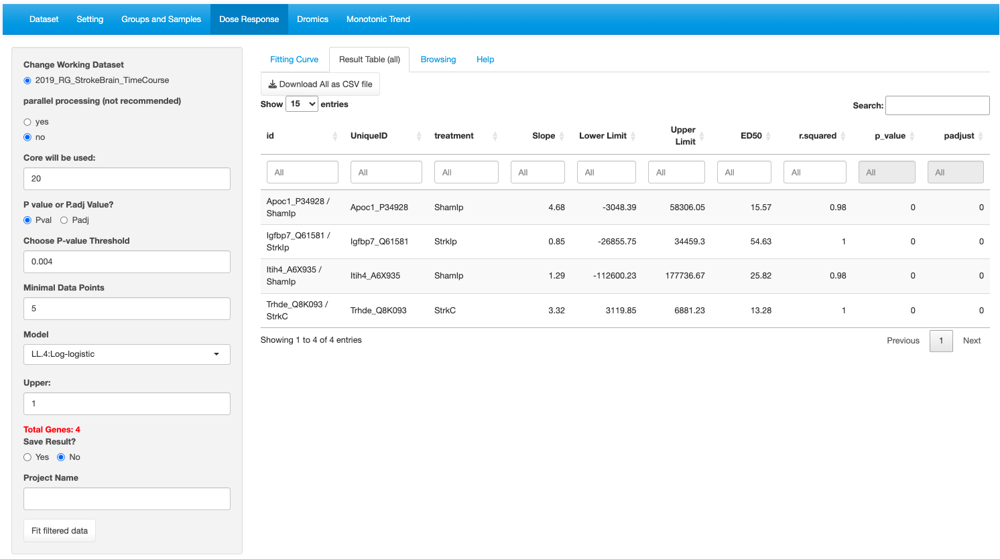 Dataset Setting Groups and Samples Dose Response Dromics Monotonic Trend
Change Working Dataset
2019_RG_StrokeBrain_TimeCourse
parallel processing (not recommended)
yes
no
Core will be used:
20
P value or P.adj Value?
Pval Padj
Choose P-value Threshold
0.004
Minimal Data Points
5
Model
LL.4:Log-logistic
Upper:
1
Total Genes: 4
Save Result?
Yes No
Project Name
Fit filtered data
Fitting Curve Result Table (all) Browsing Help
Download All as CSV file
Show 15 entries
Search:
id UniqueID treatment Slope Lower Limit Upper Limit ED50 r.squared p_value padjust
All All All All All All All All All All
Apoc1_P34928 / ShamIp Apoc1_P34928 ShamIp 4.68 -3048.39 58306.05 15.57 0.98 0 0
Igfbp7_Q61581 / StrkIp Igfbp7_Q61581 StrkIp 0.85 -26855.75 34459.3 54.63 1 0 0
Itih4_A6X935 / ShamIp Itih4_A6X935 ShamIp 1.29 -112600.23 177736.67 25.82 0.98 0 0
Trhde_Q8K093 / StrkC Trhde_Q8K093 StrkC 3.32 3119.85 6881.23 13.28 1 0 0
Showing 1 to 4 of 4 entries
Previous 1 Next